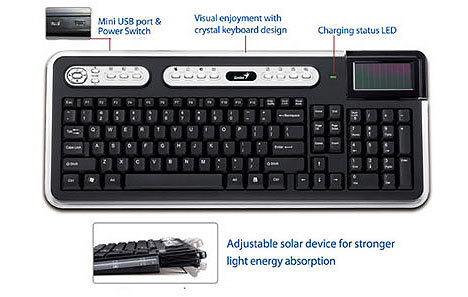 Mini USB port &
Power Switch
Visual enjoyment with
crystal keyboard design
Charging status LED
Genius
Q W E R T Y U I O P
A S D F G H J K L
Z X C V B N M
Adjustable solar device for stronger
light energy absorption